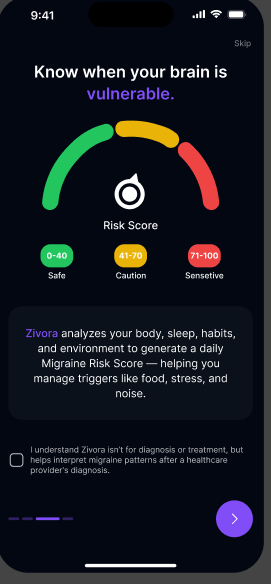 9:41
Skip
Know when your brain is
vulnerable.
Risk Score
0-40
41-70
71-100
Safe
Caution
Sensetive
Zivora analyzes your body, sleep, habits,
and environment to generate a daily
Migraine Risk Score — helping you
manage triggers like food, stress, and
noise.
I understand Zivora isn't for diagnosis or treatment, but
helps interpret migraine patterns after a healthcare
provider's diagnosis.